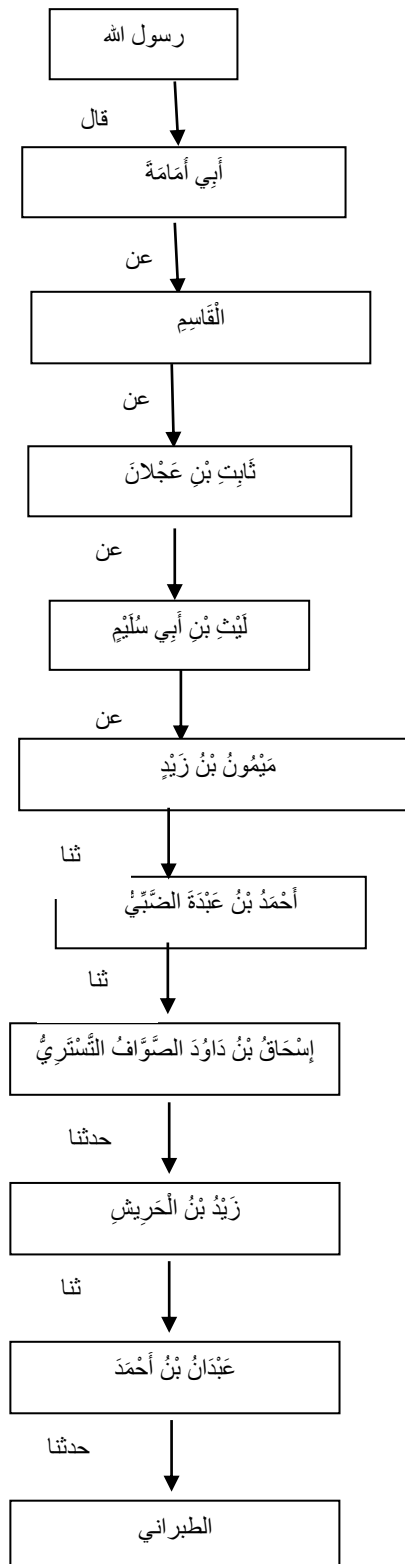 رسول الله
قال
أَبِي أُمَامَةَ
عن
الْقَاسِمِ
عن
ثَابِتِ بْنِ عَجْلانَ
عن
لَيْثِ بْنِ أَبِي سُلَيْمٍ
عن
مَيْمُونُ بْنُ زَيْدٍ
ثنا
أَحْمَدُ بْنُ عَبْدَةَ الضَّبِّيُّ
ثنا
إِسْحَاقُ بْنُ دَاوُدَ الصَّوَّافُ التُّسْتَرِيُّ
حدثنا
زَيْدُ بْنُ الْحَرِيشِ
ثنا
عَبْدَانُ بْنُ أَحْمَدَ
حدثنا
الطبراني